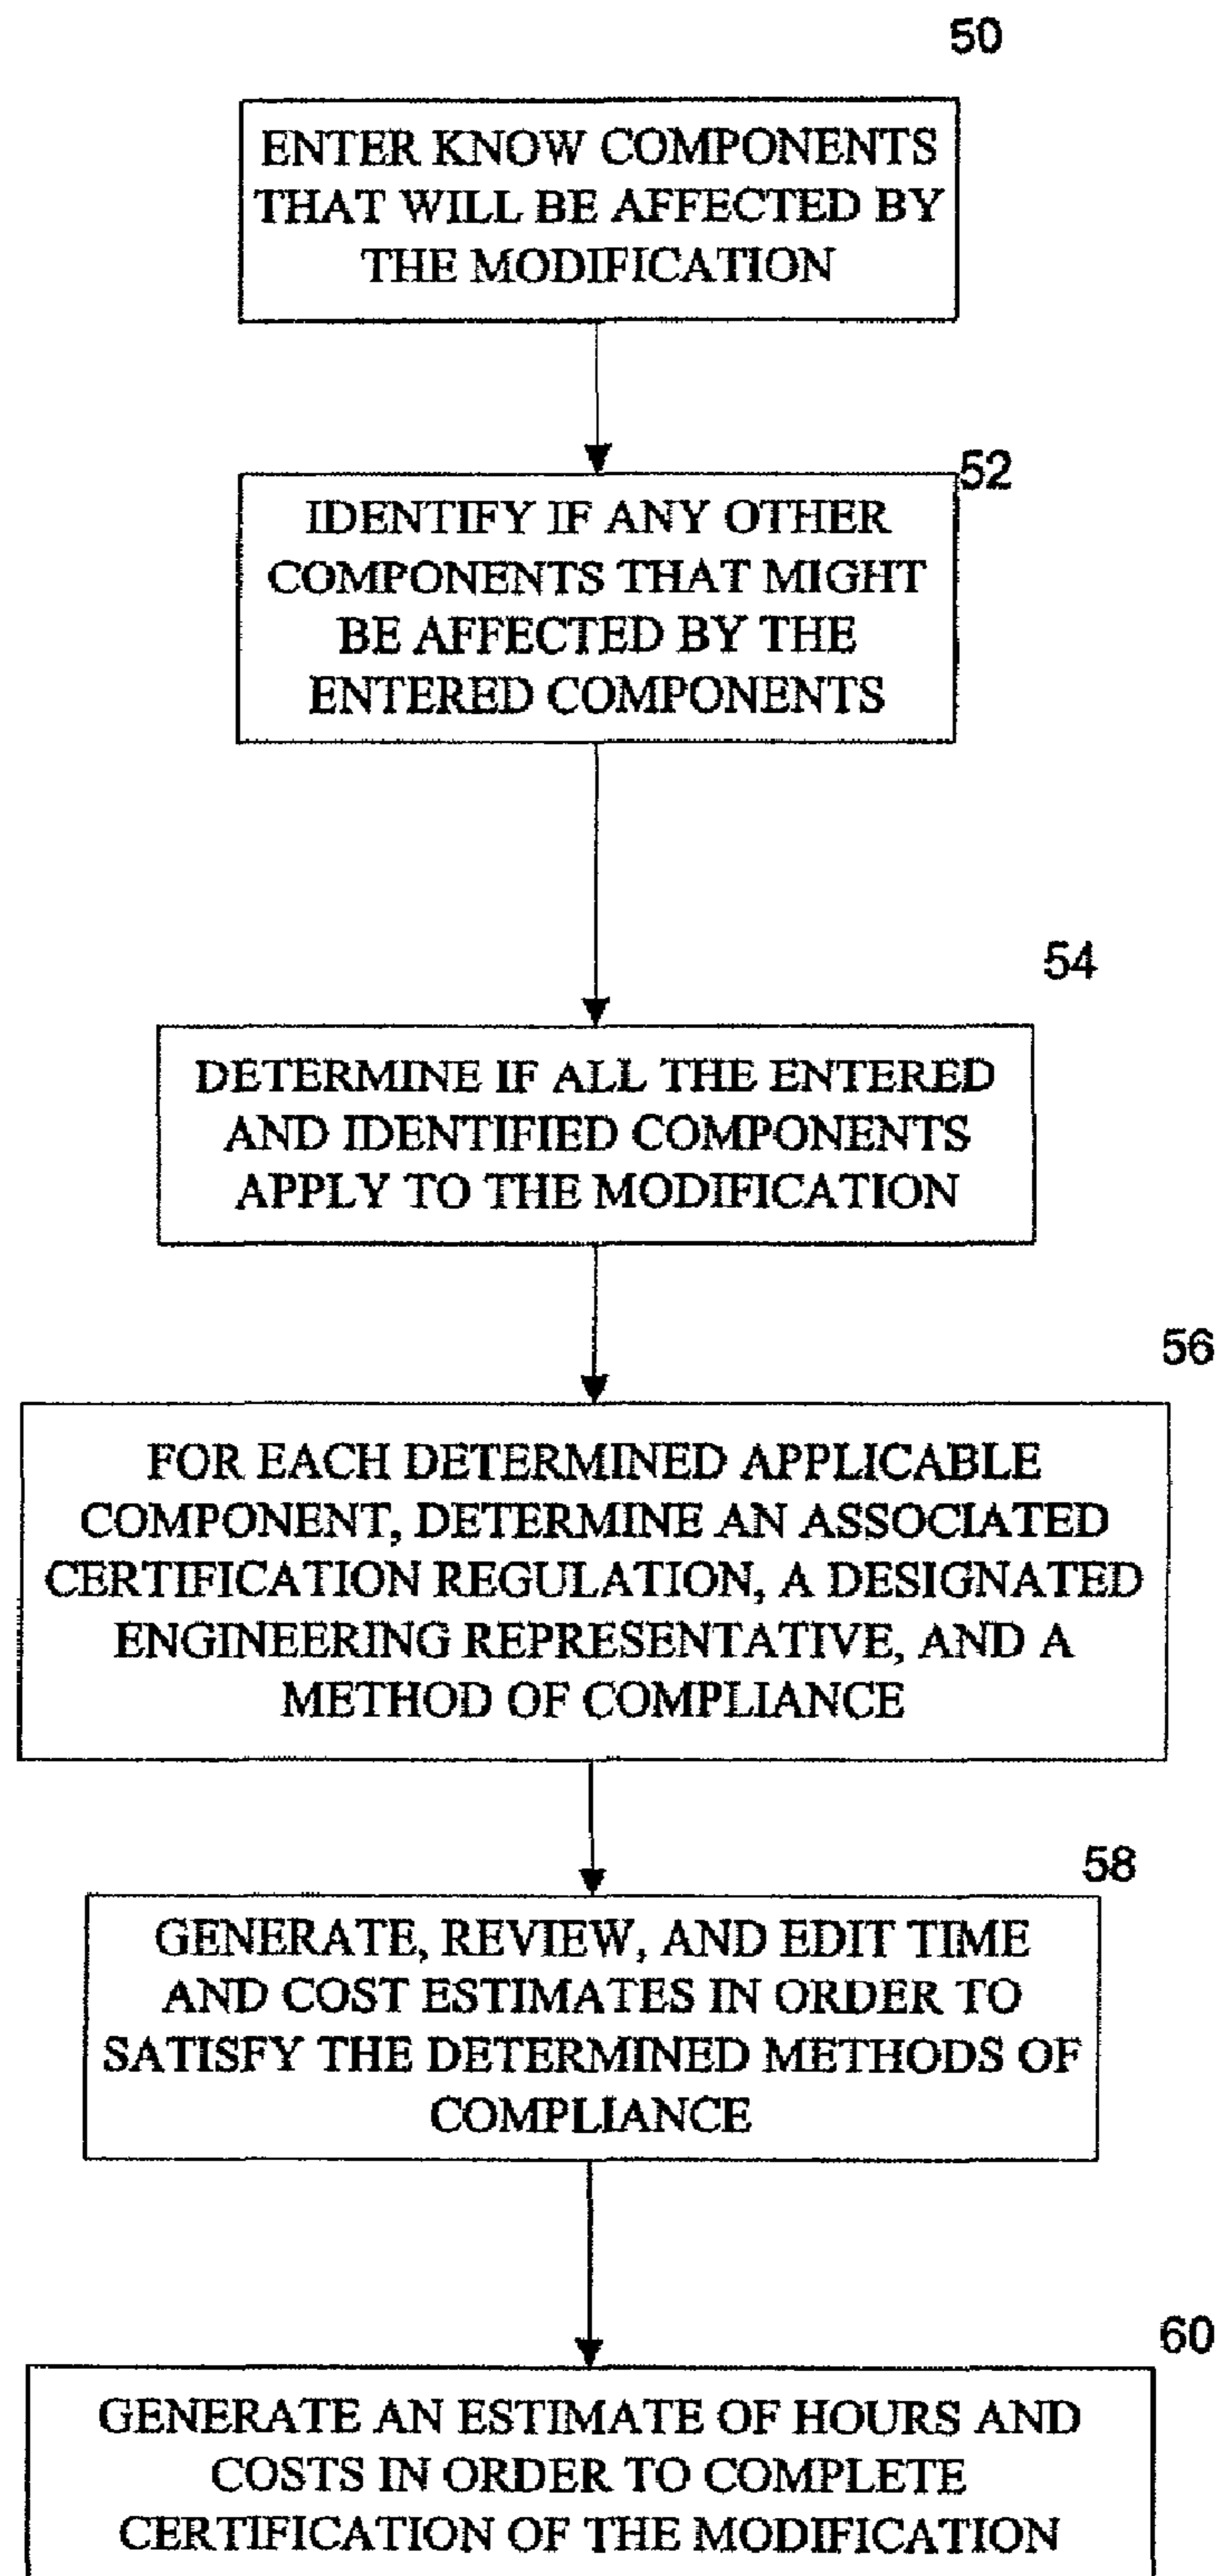 50
ENTER KNOW COMPONENTS
THAT WILL BE AFFECTED BY
THE MODIFICATION
52
IDENTIFY IF ANY OTHER
COMPONENTS THAT MIGHT
BE AFFECTED BY THE
ENTERED COMPONENTS
54
DETERMINE IF ALL THE ENTERED
AND IDENTIFIED COMPONENTS
APPLY TO THE MODIFICATION
56
FOR EACH DETERMINED APPLICABLE
COMPONENT, DETERMINE AN ASSOCIATED
CERTIFICATION REGULATION, A DESIGNATED
ENGINEERING REPRESENTATIVE, AND A
METHOD OF COMPLIANCE
58
GENERATE, REVIEW, AND EDIT TIME
AND COST ESTIMATES IN ORDER TO
SATISFY THE DETERMINED METHODS OF
COMPLIANCE
60
GENERATE AN ESTIMATE OF HOURS AND
COSTS IN ORDER TO COMPLETE
CERTIFICATION OF THE MODIFICATION